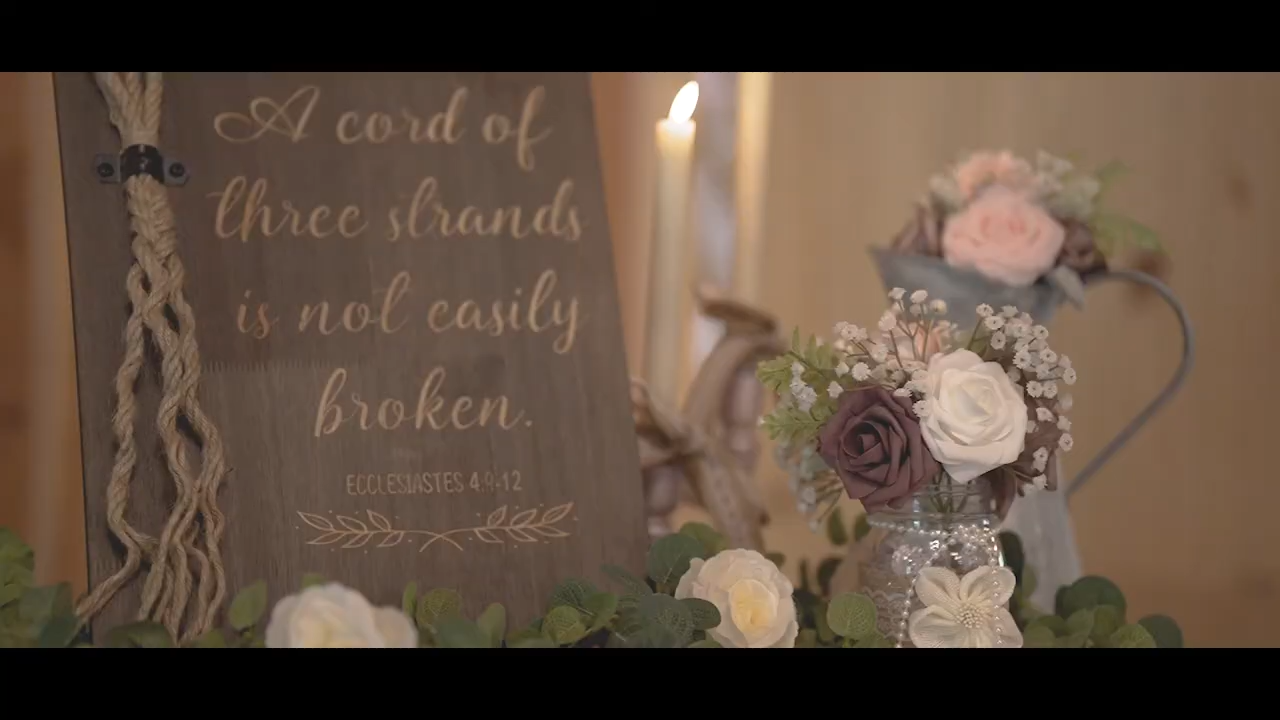 A cord of
three strands
is not easily
broken.
ECCLESIASTES 4:9-12